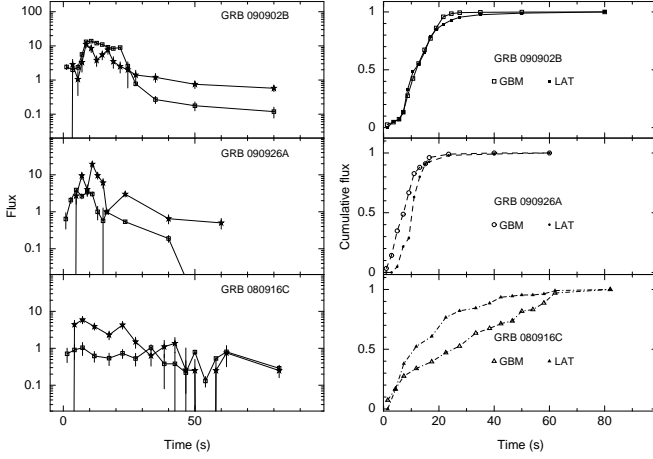 GRB 090902B
100
10
1
0.1
GRB 090926A
10
1
0.1
GRB 080916C
10
1
0.1
Flux
0
50
Time (s)
GRB 090902B
GBM
LAT
1
0.5
GRB 090926A
GBM
LAT
1
0.5
0
GRB 080916C
GBM
LAT
1
0.5
0
Cumulative flux
0
20
40
60
80
Time (s)